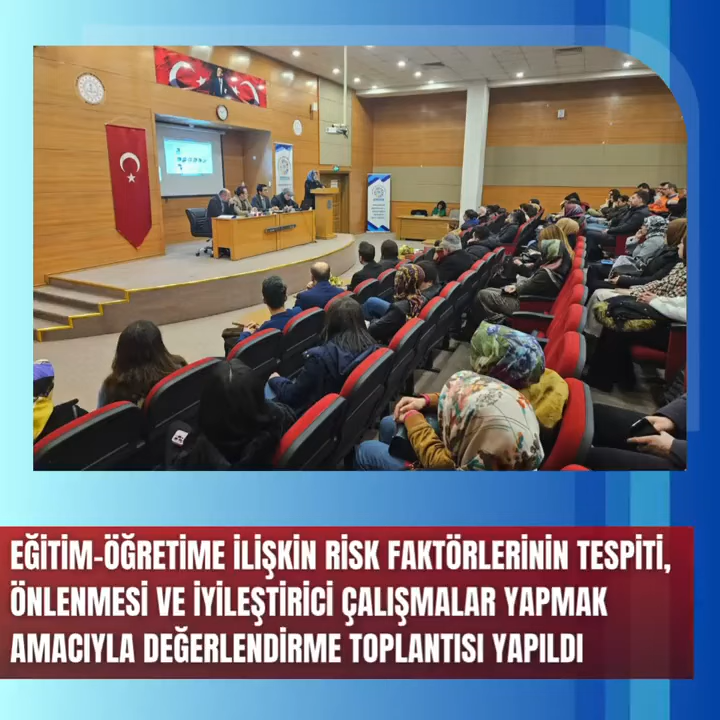 EĞİTİM-ÖĞRETİME İLİŞKİN RİSK FAKTÖRLERİNİN TESPİTİ,
ÖNLENMESİ VE İYİLEŞTİRİCİ ÇALIŞMALAR YAPMAK
AMACIYLA DEĞERLENDİRME TOPLANTISI YAPILDI